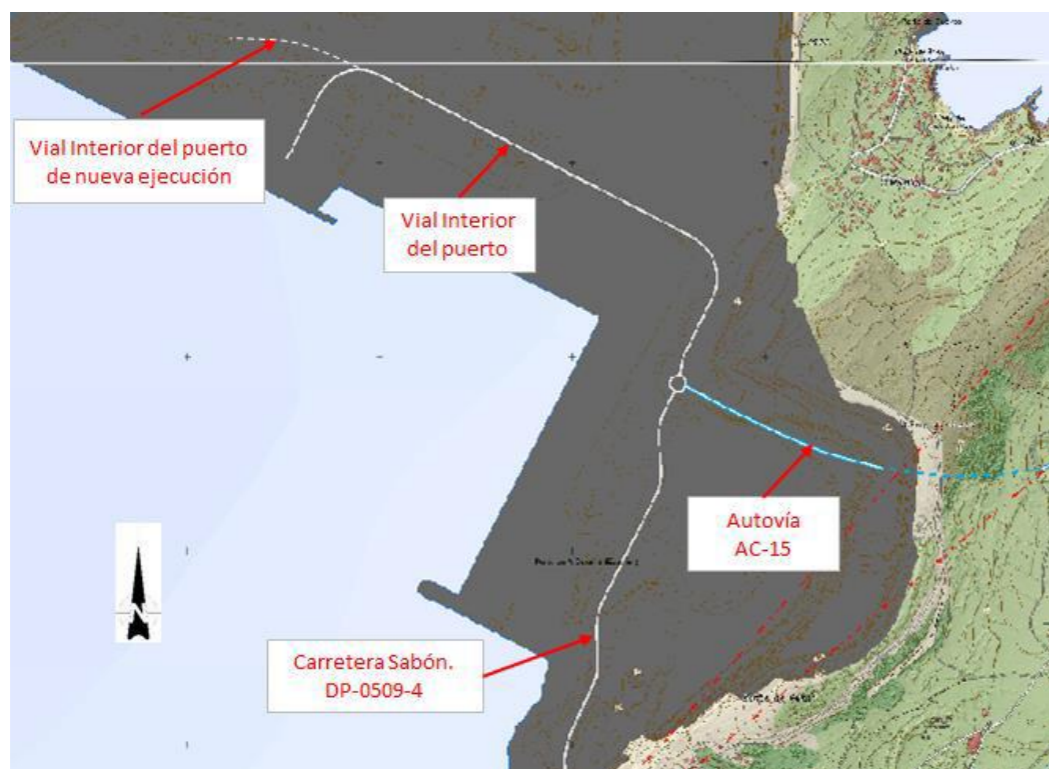 Vial Interior del puerto
de nueva ejecución
Vial Interior
del puerto
Autovía
AC-15
N
Carretera Sabón.
DP-0509-4